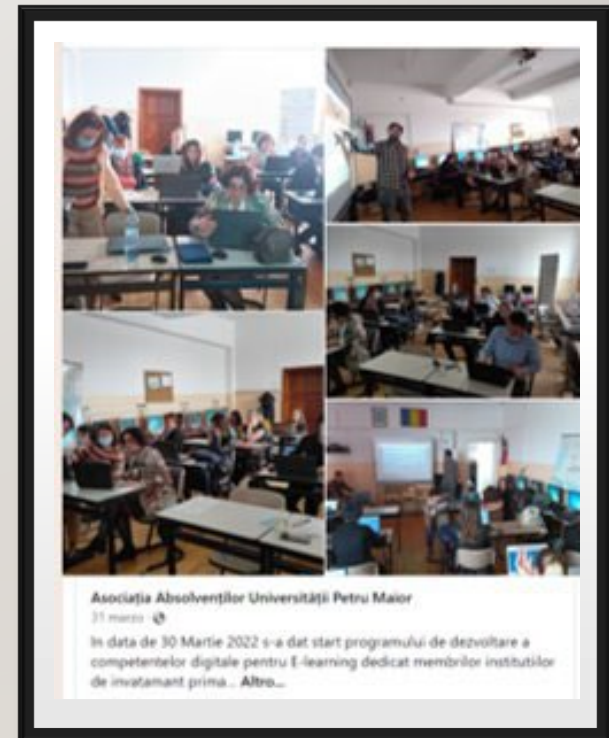 Asociația Absolvenților Universității Petru Maior
31 marzo ·
In data de 30 Martie 2022 s-a dat start programului de dezvoltare a
competentelor digitale pentru E-learning dedicat membrilor institutiilor
de invatamant prima... Altro...